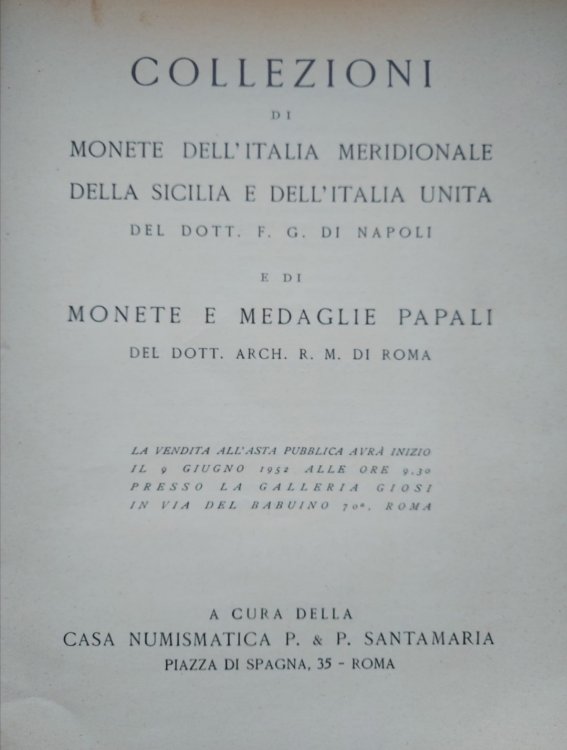 COLLEZIONI
DI
MONETE DELL'ITALIA MERIDIONALE
DELLA SICILIA E DELL'ITALIA UNITA
DEL DOTT. F. G. DI NAPOLI
E DI
MONETE E MEDAGLIE PAPALI
DEL DOTT. ARCH. R. M. DI ROMA
LA VENDITA ALL'ASTA PUBBLICA AVRÀ INIZIO
IL 9 GIUGNO 1952 ALLE ORE 9.30
PRESSO LA GALLERIA GIOSI
IN VIA DEL BABUINO 70ª, ROMA
A CURA DELLA
CASA NUMISMATICA P. & P. SANTAMARIA
PIAZZA DI SPAGNA, 35 - ROMA